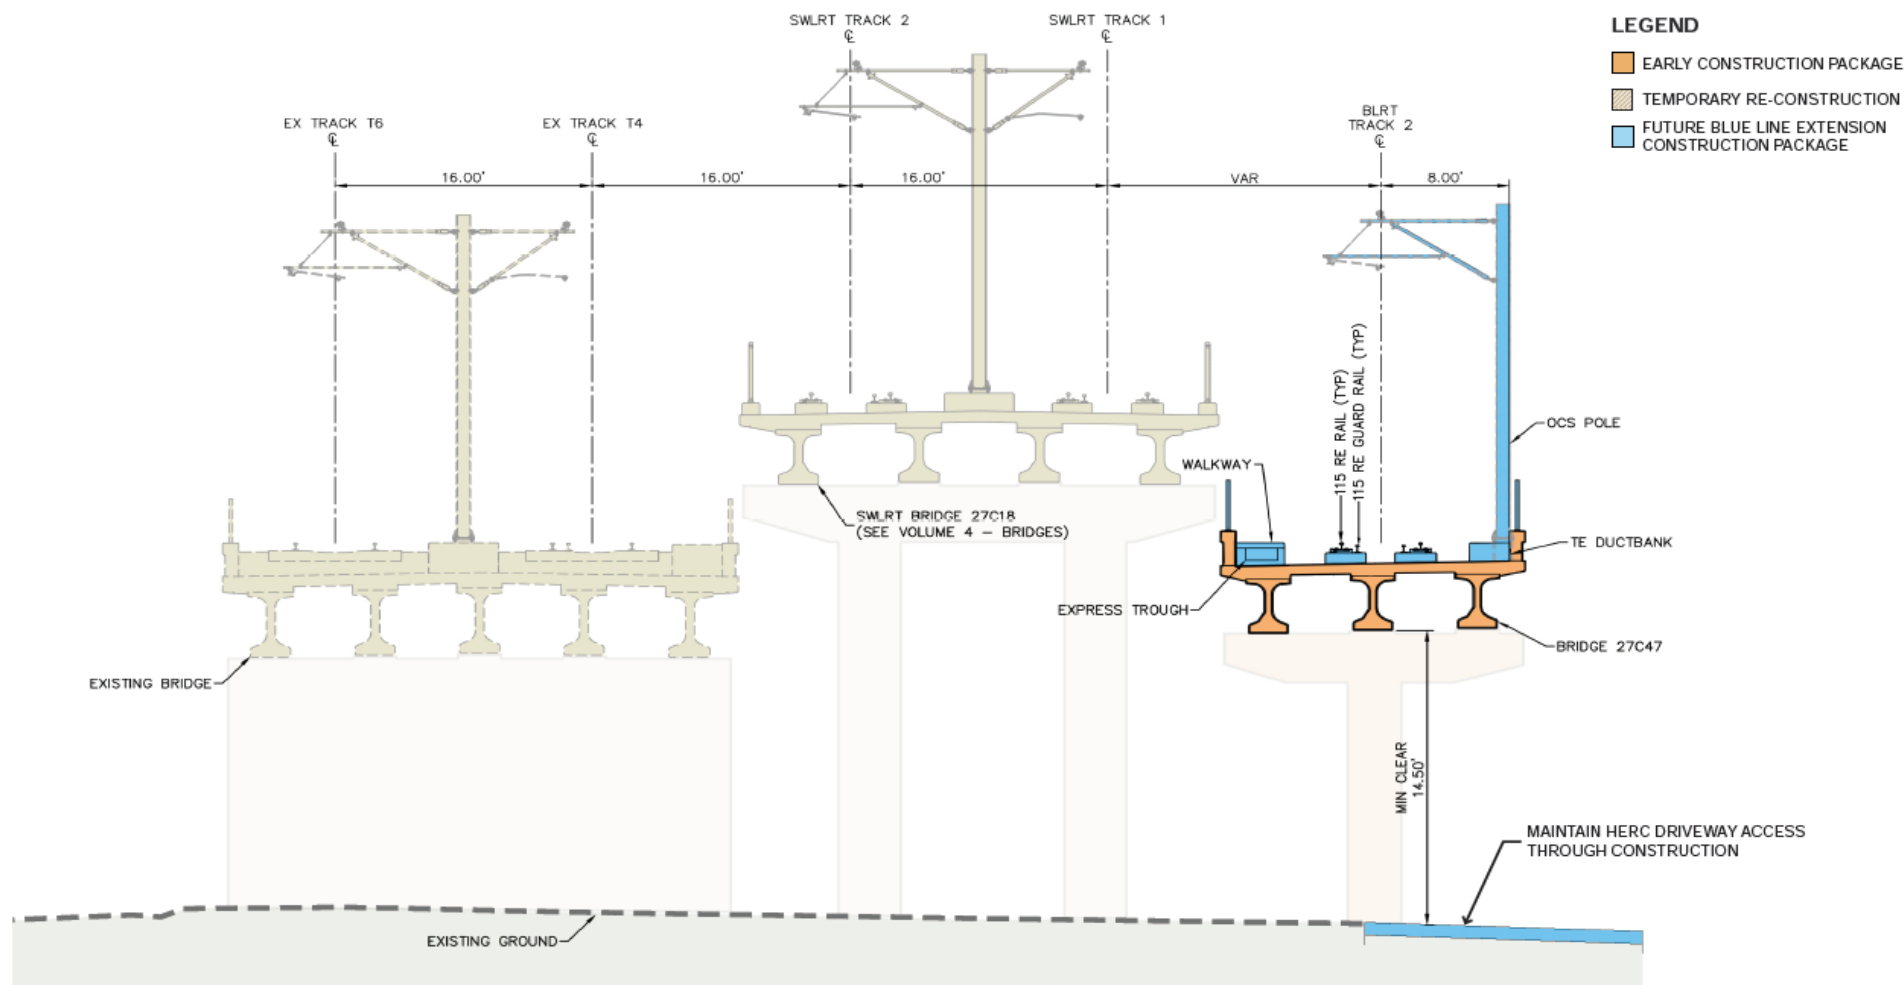 SWLRT TRACK 2
℄
SWLRT TRACK 1
℄
LEGEND
EARLY CONSTRUCTION PACKAGE
TEMPORARY RE-CONSTRUCTION
FUTURE BLUE LINE EXTENSION
CONSTRUCTION PACKAGE
EX TRACK T6
℄
EX TRACK T4
℄
BLRT
TRACK 2
℄
16.00'
16.00'
16.00'
VAR
8.00'
115 RE RAIL (TYP)
115 RE GUARD RAIL (TYP)
OCS POLE
WALKWAY
SWLRT BRIDGE 27C18
(SEE VOLUME 4 – BRIDGES)
TE DUCTBANK
EXPRESS TROUGH
BRIDGE 27C47
EXISTING BRIDGE
MIN CLEAR
14.50'
MAINTAIN HERC DRIVEWAY ACCESS
THROUGH CONSTRUCTION
EXISTING GROUND